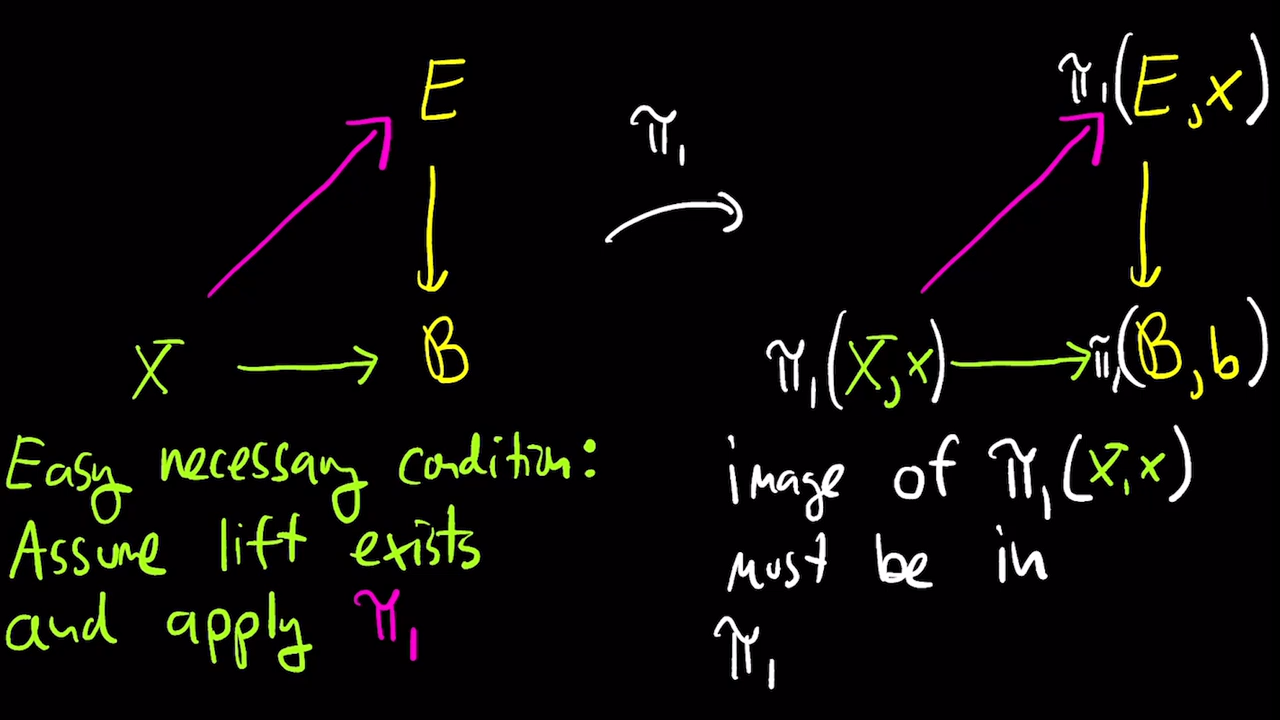 E
π₁(E,x)
π₁
X
B
π₁(X,x)
π₁(B,b)
Easy necessary condition:
Assume lift exists
and apply π₁
image of π₁(X,x)
must be in
π₁